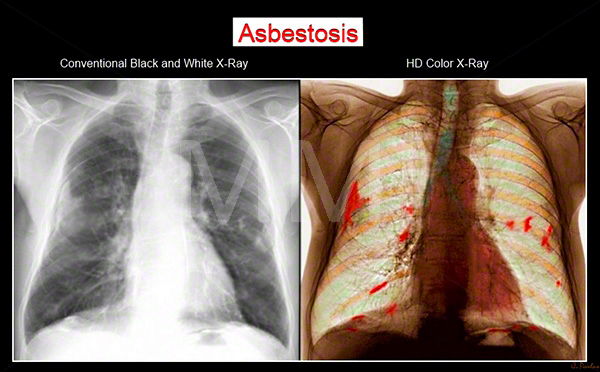 Asbestosis
Conventional Black and White X-Ray
HD Color X-Ray